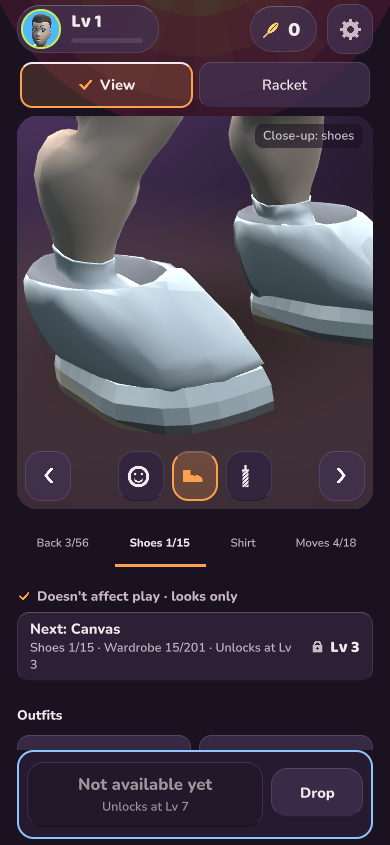 Lv 1
0
View
Racket
Close-up: shoes
Back 3/56
Shoes 1/15
Shirt
Moves 4/18
Doesn't affect play · looks only
Next: Canvas
Shoes 1/15 · Wardrobe 15/201 · Unlocks at Lv
3
Lv 3
Outfits
Not available yet
Unlocks at Lv 7
Drop